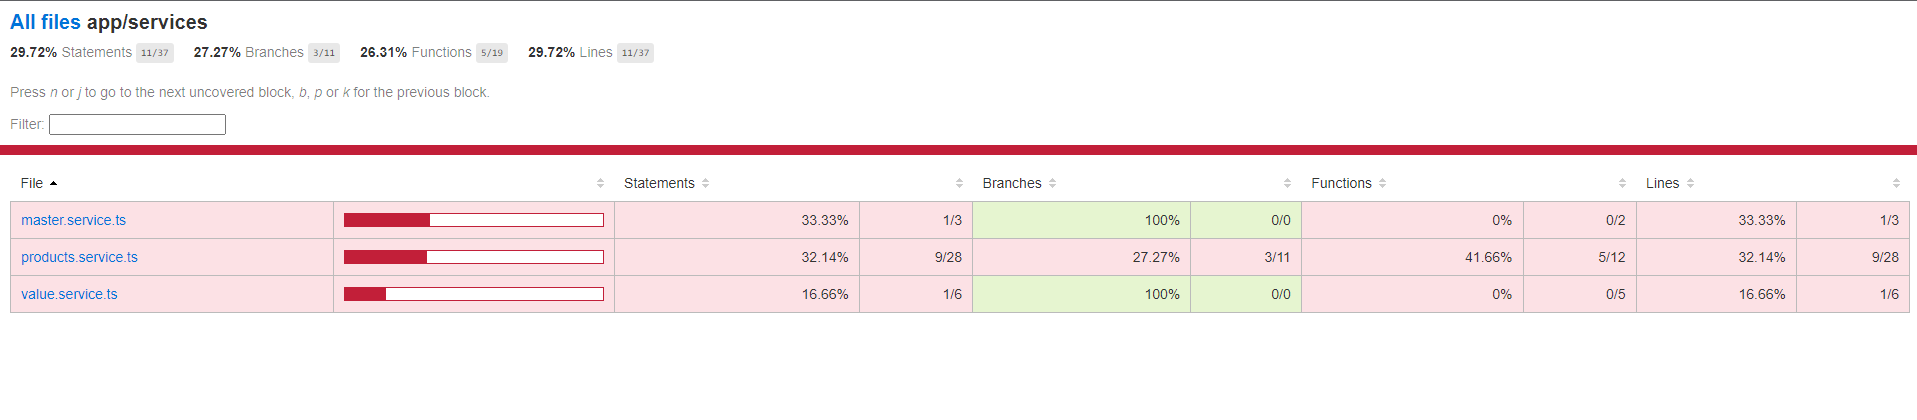 All files app/services
29.72% Statements 11/37 27.27% Branches 3/11 26.31% Functions 5/19 29.72% Lines 11/37
Press n or j to go to the next uncovered block, b, p or k for the previous block.
Filter:
File Statements Branches Functions Lines
master.service.ts 33.33% 1/3 100% 0/0 0% 0/2 33.33% 1/3
products.service.ts 32.14% 9/28 27.27% 3/11 41.66% 5/12 32.14% 9/28
value.service.ts 16.66% 1/6 100% 0/0 0% 0/5 16.66% 1/6